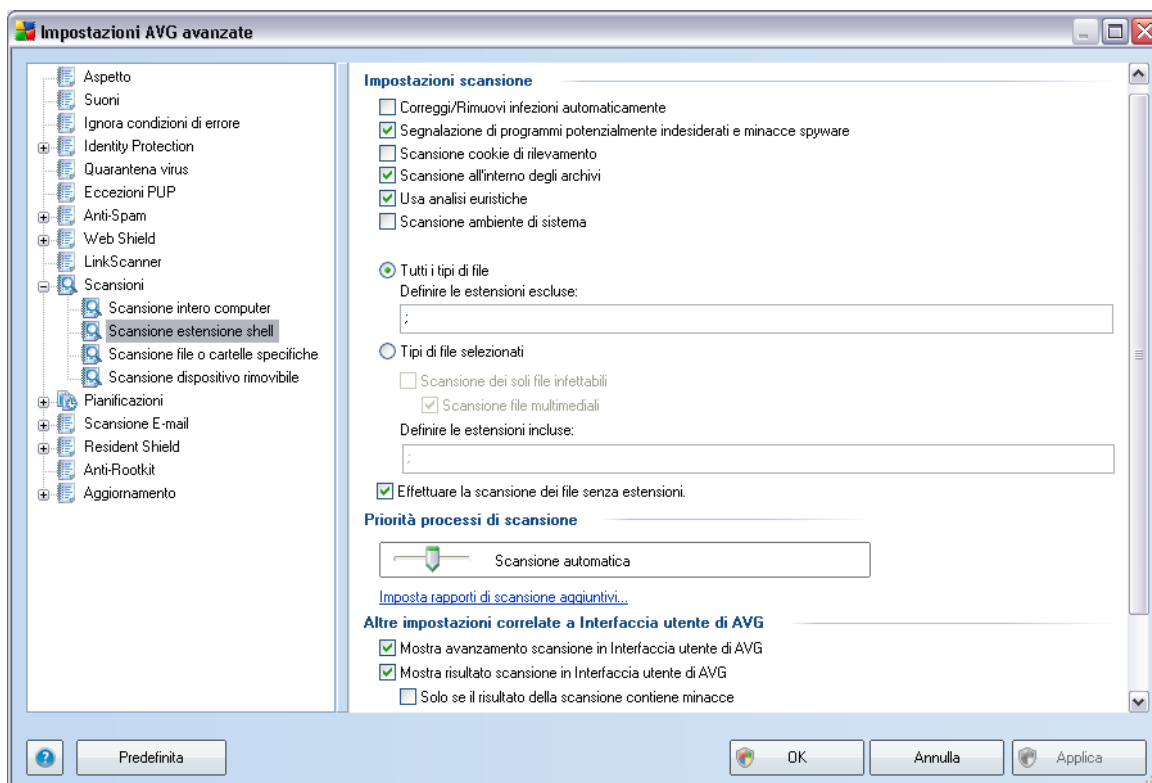 Impostazioni AVG avanzate
Aspetto
Suoni
Ignora condizioni di errore
Identity Protection
Quarantena virus
Eccezioni PUP
Anti-Spam
Web Shield
LinkScanner
Scansioni
Scansione intero computer
Scansione estensione shell
Scansione file o cartelle specifiche
Scansione dispositivo rimovibile
Pianificazioni
Scansione E-mail
Resident Shield
Anti-Rootkit
Aggiornamento
Impostazioni scansione
Correggi/Rimuovi infezioni automaticamente
Segnalazione di programmi potenzialmente indesiderati e minacce spyware
Scansione cookie di rilevamento
Scansione all'interno degli archivi
Usa analisi euristiche
Scansione ambiente di sistema
Tutti i tipi di file
Definire le estensioni escluse:
;
Tipi di file selezionati
Scansione dei soli file infettabili
Scansione file multimediali
Definire le estensioni incluse:
;
Effettuare la scansione dei file senza estensioni.
Priorità processi di scansione
Scansione automatica
Imposta rapporti di scansione aggiuntivi...
Altre impostazioni correlate a Interfaccia utente di AVG
Mostra avanzamento scansione in Interfaccia utente di AVG
Mostra risultato scansione in Interfaccia utente di AVG
Solo se il risultato della scansione contiene minacce
?
Predefinita
OK
Annulla
Applica